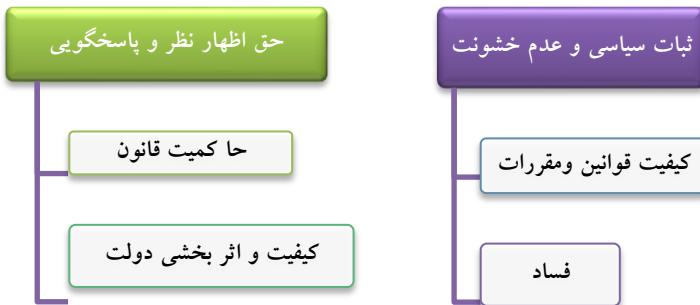 ثبات سیاسی و عدم خشونت
کیفیت قوانین ومقررات
فساد
حق اظهار نظر و پاسخگویی
حا کمیت قانون
کیفیت و اثر بخشی دولت